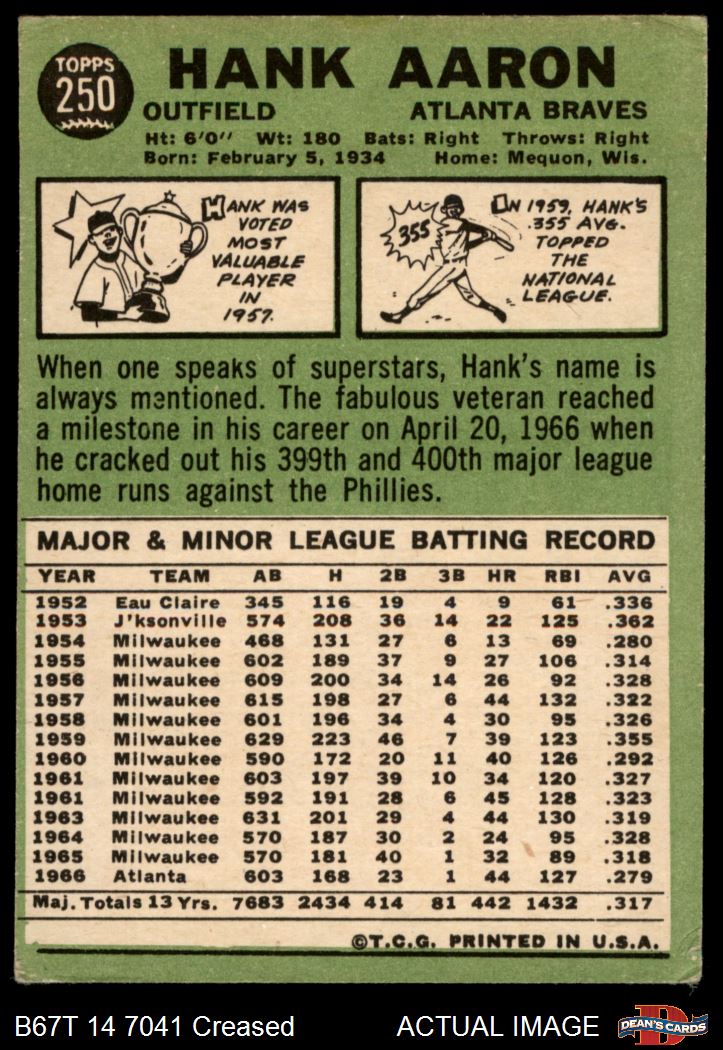 TOPPS
250
HANK AARON
OUTFIELD ATLANTA BRAVES
Ht: 6'0" Wt: 180 Bats: Right Throws: Right
Born: February 5, 1934 Home: Mequon, Wis.
HANK WAS
VOTED
MOST
VALUABLE
PLAYER
IN
1957.
355
IN 1959, HANK'S
.355 AVG.
TOPPED
THE
NATIONAL
LEAGUE.
When one speaks of superstars, Hank's name is
always mentioned. The fabulous veteran reached
a milestone in his career on April 20, 1966 when
he cracked out his 399th and 400th major league
home runs against the Phillies.
MAJOR & MINOR LEAGUE BATTING RECORD
YEAR TEAM AB H 2B 3B HR RBI AVG
1952 Eau Claire 345 116 19 4 9 61 .336
1953 J'ksonville 574 208 36 14 22 125 .362
1954 Milwaukee 468 131 27 6 13 69 .280
1955 Milwaukee 602 189 37 9 27 106 .314
1956 Milwaukee 609 200 34 14 26 92 .328
1957 Milwaukee 615 198 27 6 44 132 .322
1958 Milwaukee 601 196 34 4 30 95 .326
1959 Milwaukee 629 223 46 7 39 123 .355
1960 Milwaukee 590 172 20 11 40 126 .292
1961 Milwaukee 603 197 39 10 34 120 .327
1961 Milwaukee 592 191 28 6 45 128 .323
1963 Milwaukee 631 201 29 4 44 130 .319
1964 Milwaukee 570 187 30 2 24 95 .328
1965 Milwaukee 570 181 40 1 32 89 .318
1966 Atlanta 603 168 23 1 44 127 .279
Maj. Totals 13 Yrs. 7683 2434 414 81 442 1432 .317
©T.C.G. PRINTED IN U.S.A.
B67T 14 7041 Creased ACTUAL IMAGE
D
DEAN'S CARDS